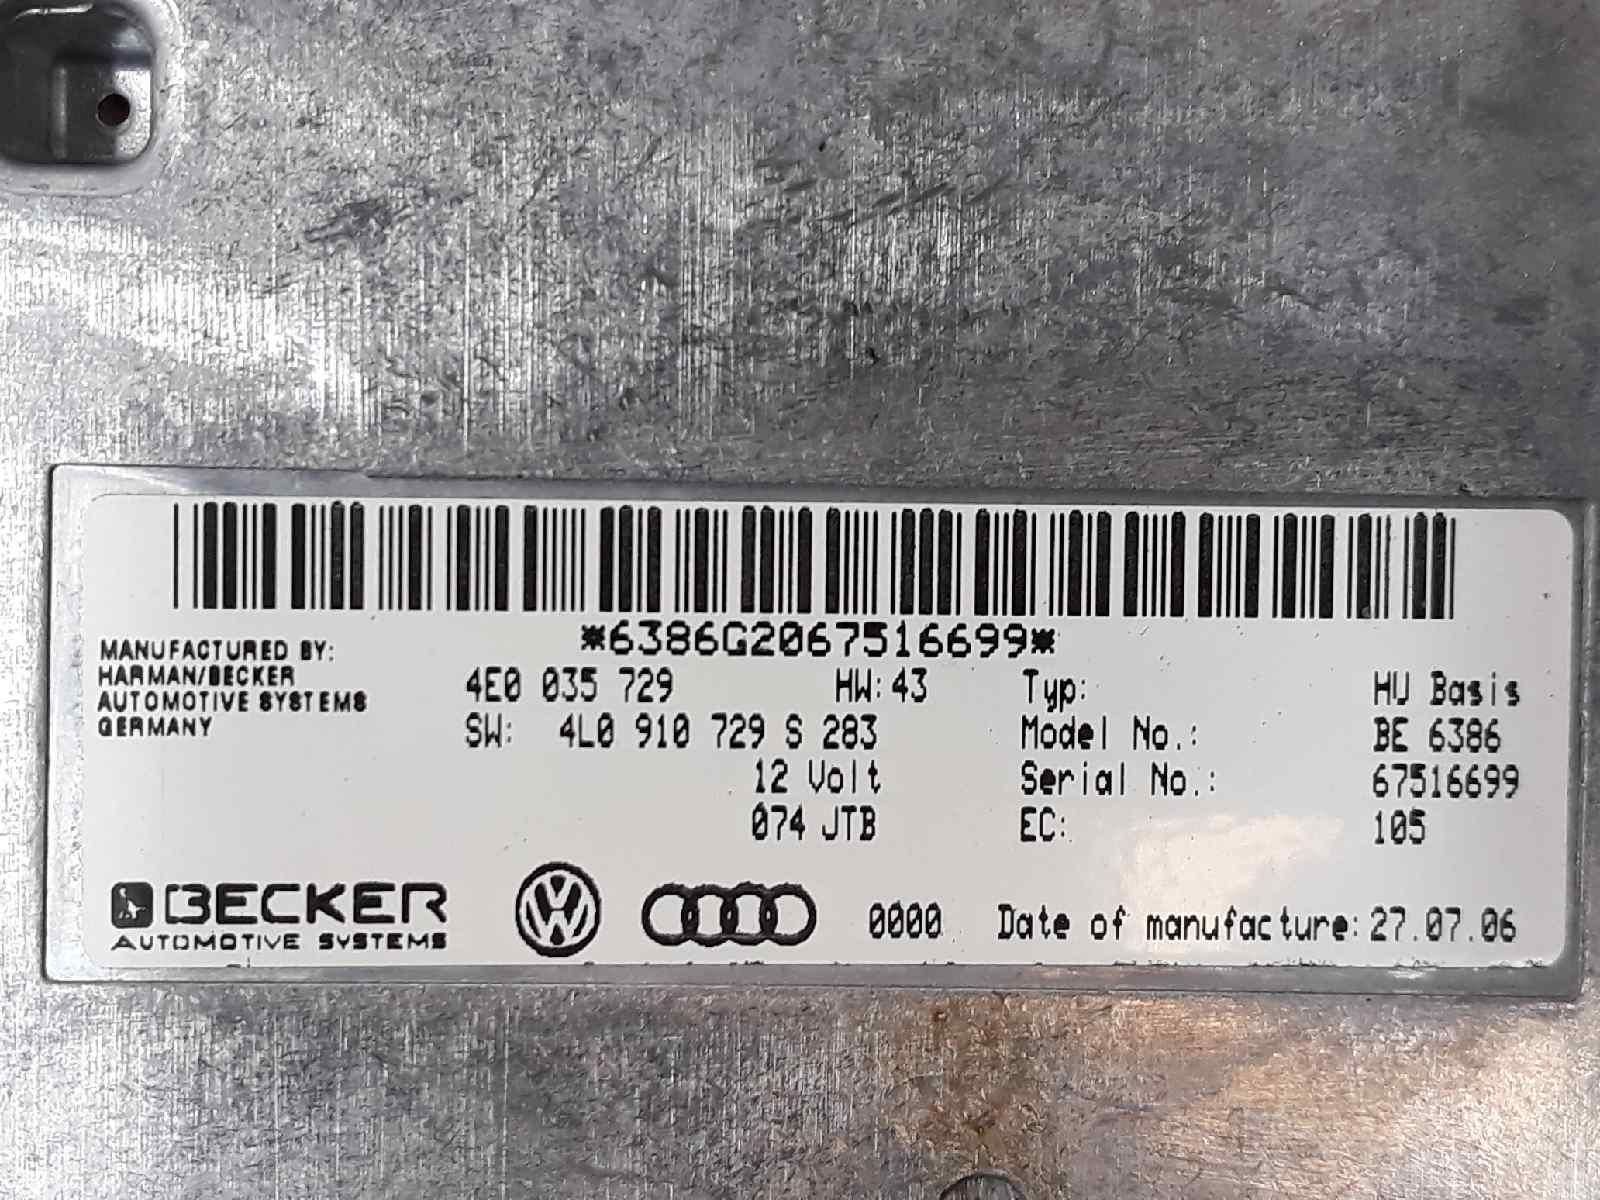 *6386G2067516699*
MANUFACTURED BY:
HARMAN/BECKER
AUTOMOTIVE SYSTEMS
GERMANY
4E0 035 729 HW: 43
SW: 4L0 910 729 S 283
12 Volt
074 JTB
Typ: HU Basis
Model No.: BE 6386
Serial No.: 67516699
EC: 105
BECKER
AUTOMOTIVE SYSTEMS
0000 Date of manufacture: 27.07.06